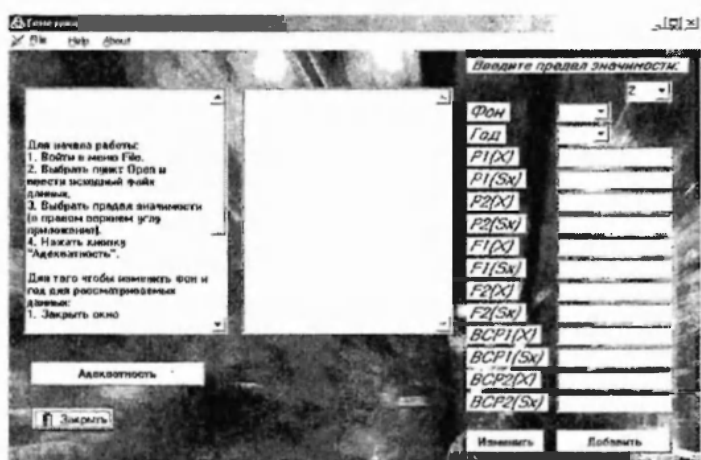 File Help About
Введите предел значимости:
2
Для начала работы:
1. Войти в меню File.
2. Выбрать пункт Open и
ввести исходный файл
данных.
3. Выбрать предел значимости
(в правом верхнем углу
приложения).
4. Нажать кнопку
"Адекватность".
Для того чтобы изменить фон и
год для рассматриваемых
данных:
1. Закрыть окно
Адекватность
Закрыть
Фон
Год
P1(X)
P1(Sx)
P2(X)
P2(Sx)
F1(X)
F1(Sx)
F2(X)
F2(Sx)
BCP1(X)
BCP1(Sx)
BCP2(X)
BCP2(Sx)
Изменить
Добавить